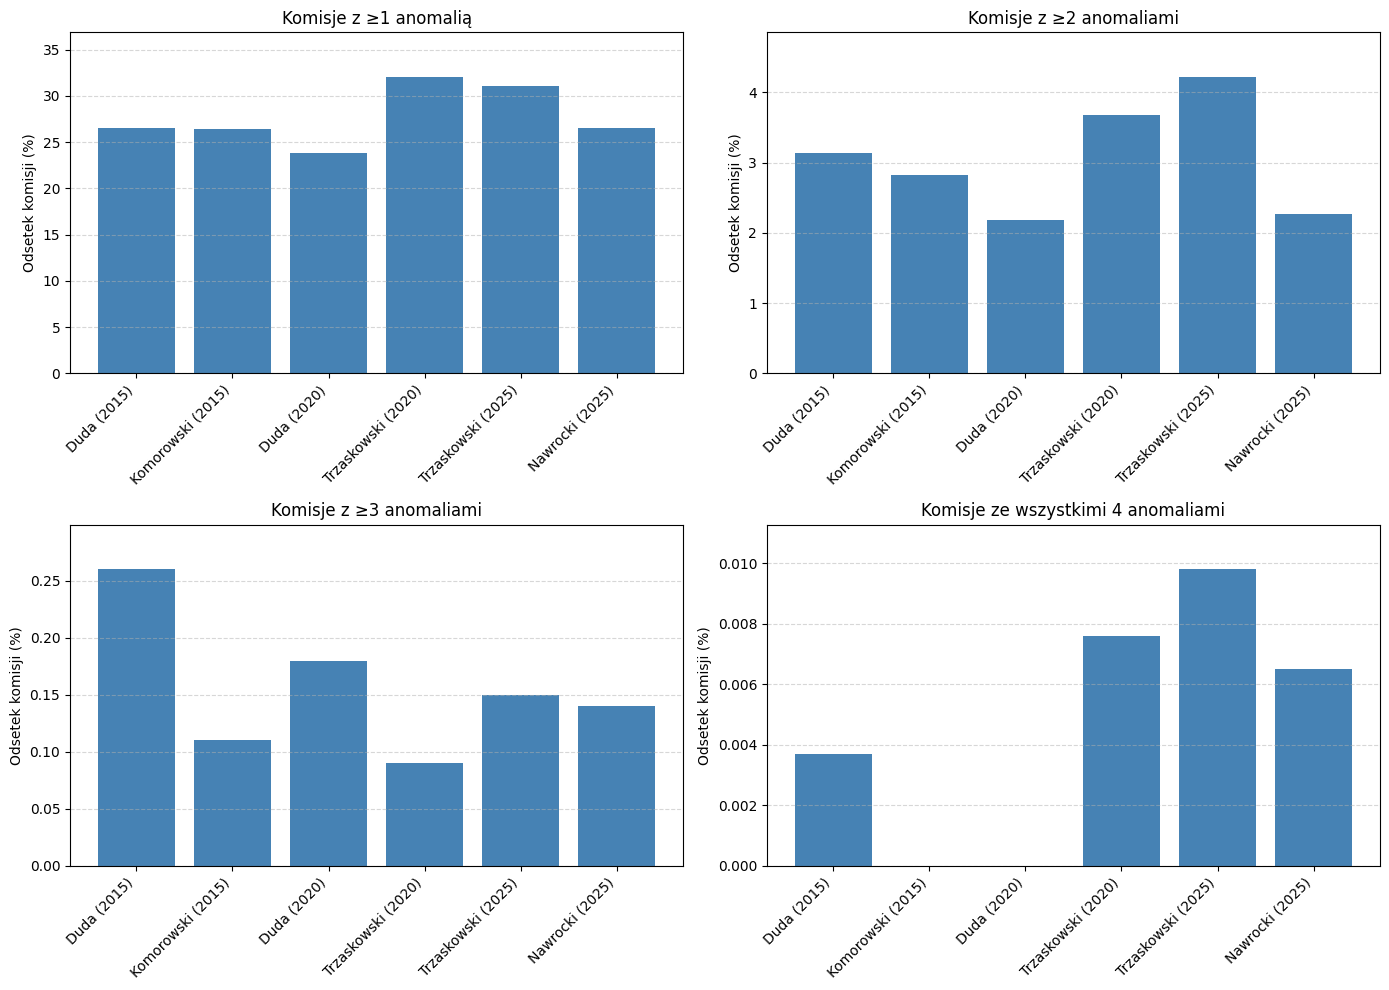 Komisje z ≥1 anomalią
Odsetek komisji (%)
35
30
25
20
15
10
5
0
Duda (2015)
Komorowski (2015)
Duda (2020)
Trzaskowski (2020)
Trzaskowski (2025)
Nawrocki (2025)
Komisje z ≥2 anomaliami
Odsetek komisji (%)
4
3
2
1
0
Duda (2015)
Komorowski (2015)
Duda (2020)
Trzaskowski (2020)
Trzaskowski (2025)
Nawrocki (2025)
Komisje z ≥3 anomaliami
Odsetek komisji (%)
0.25
0.20
0.15
0.10
0.05
0.00
Duda (2015)
Komorowski (2015)
Duda (2020)
Trzaskowski (2020)
Trzaskowski (2025)
Nawrocki (2025)
Komisje ze wszystkimi 4 anomaliami
Odsetek komisji (%)
0.010
0.008
0.006
0.004
0.002
0.000
Duda (2015)
Komorowski (2015)
Duda (2020)
Trzaskowski (2020)
Trzaskowski (2025)
Nawrocki (2025)